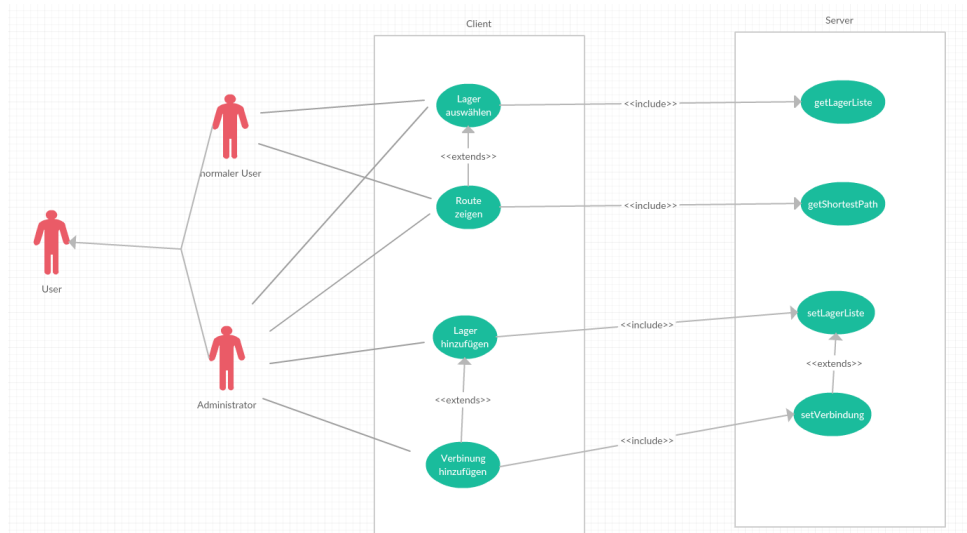 Client
Server
Lager
auswählen
<<include>>
getLagerListe
<<extends>>
normaler User
Route
zeigen
<<include>>
getShortestPath
User
Lager
hinzufügen
<<include>>
setLagerListe
<<extends>>
Administrator
<<extends>>
setVerbindung
<<include>>
Verbinung
hinzufügen